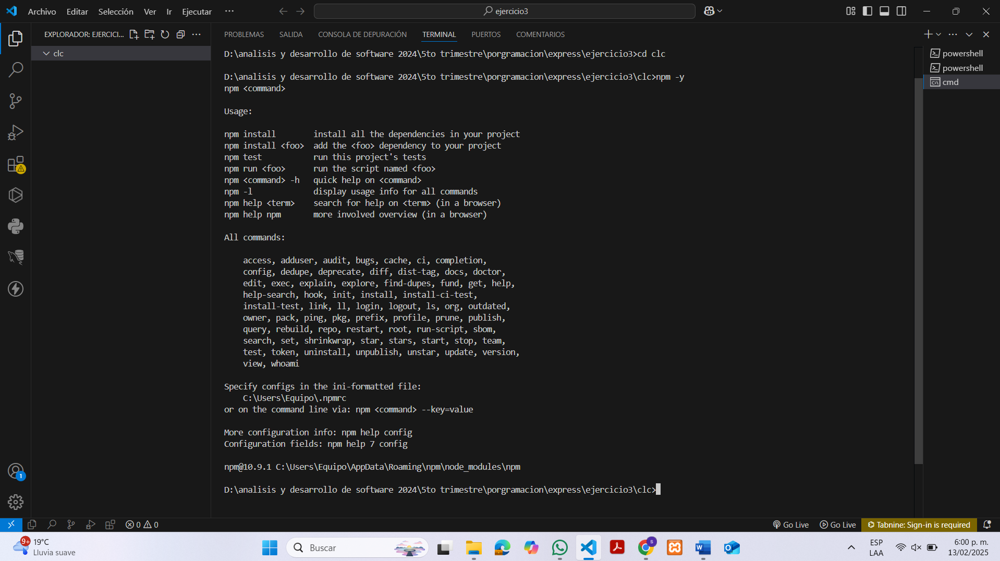 Archivo Editar Selección Ver Ir Ejecutar ···
ejercicio3
EXPLORADOR: EJERCICI...
clc
PROBLEMAS SALIDA CONSOLA DE DEPURACIÓN TERMINAL PUERTOS COMENTARIOS
D:\analisis y desarrollo de software 2024\5to trimestre\porgramacion\express\ejercicio3>cd clc
D:\analisis y desarrollo de software 2024\5to trimestre\porgramacion\express\ejercicio3\clc>npm -y
npm <command>
Usage:
npm install        install all the dependencies in your project
npm install <foo>  add the <foo> dependency to your project
npm test           run this project's tests
npm run <foo>      run the script named <foo>
npm <command> -h   quick help on <command>
npm -l             display usage info for all commands
npm help <term>    search for help on <term> (in a browser)
npm help npm       more involved overview (in a browser)
All commands:
access, adduser, audit, bugs, cache, ci, completion,
config, dedupe, deprecate, diff, dist-tag, docs, doctor,
edit, exec, explain, explore, find-dupes, fund, get, help,
help-search, hook, init, install, install-ci-test,
install-test, link, ll, login, logout, ls, org, outdated,
owner, pack, ping, pkg, prefix, profile, prune, publish,
query, rebuild, repo, restart, root, run-script, sbom,
search, set, shrinkwrap, star, stars, start, stop, team,
test, token, uninstall, unpublish, unstar, update, version,
view, whoami
Specify configs in the ini-formatted file:
C:\Users\Equipo\.npmrc
or on the command line via: npm <command> --key=value
More configuration info: npm help config
Configuration fields: npm help 7 config
npm@10.9.1 C:\Users\Equipo\AppData\Roaming\npm\node_modules\npm
D:\analisis y desarrollo de software 2024\5to trimestre\porgramacion\express\ejercicio3\clc>
powershell
powershell
cmd
1
0 0
Go Live
Go Live
Tabnine: Sign-in is required
9+
19°C
Lluvia suave
Buscar
ESP
LAA
6:00 p. m.
13/02/2025